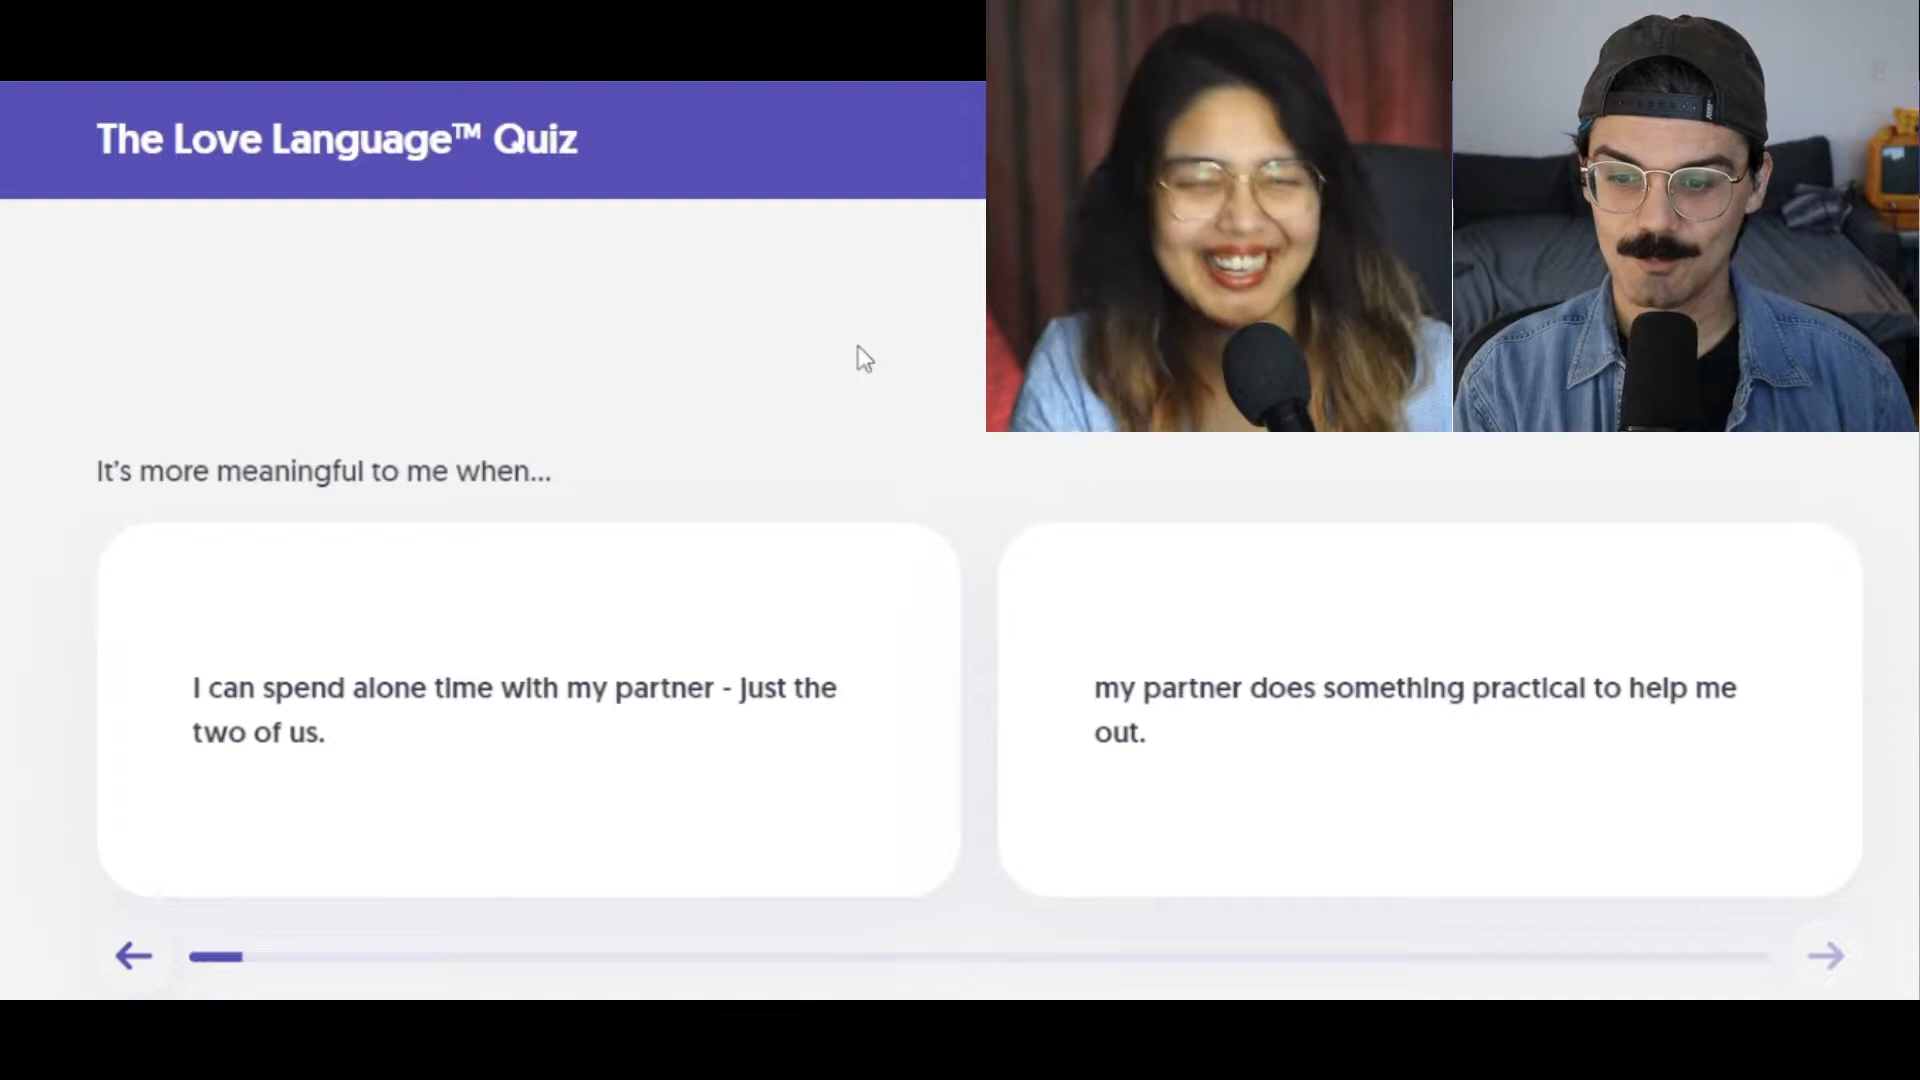 The Love Language™ Quiz
It's more meaningful to me when...
I can spend alone time with my partner - just the
two of us.
my partner does something practical to help me
out.